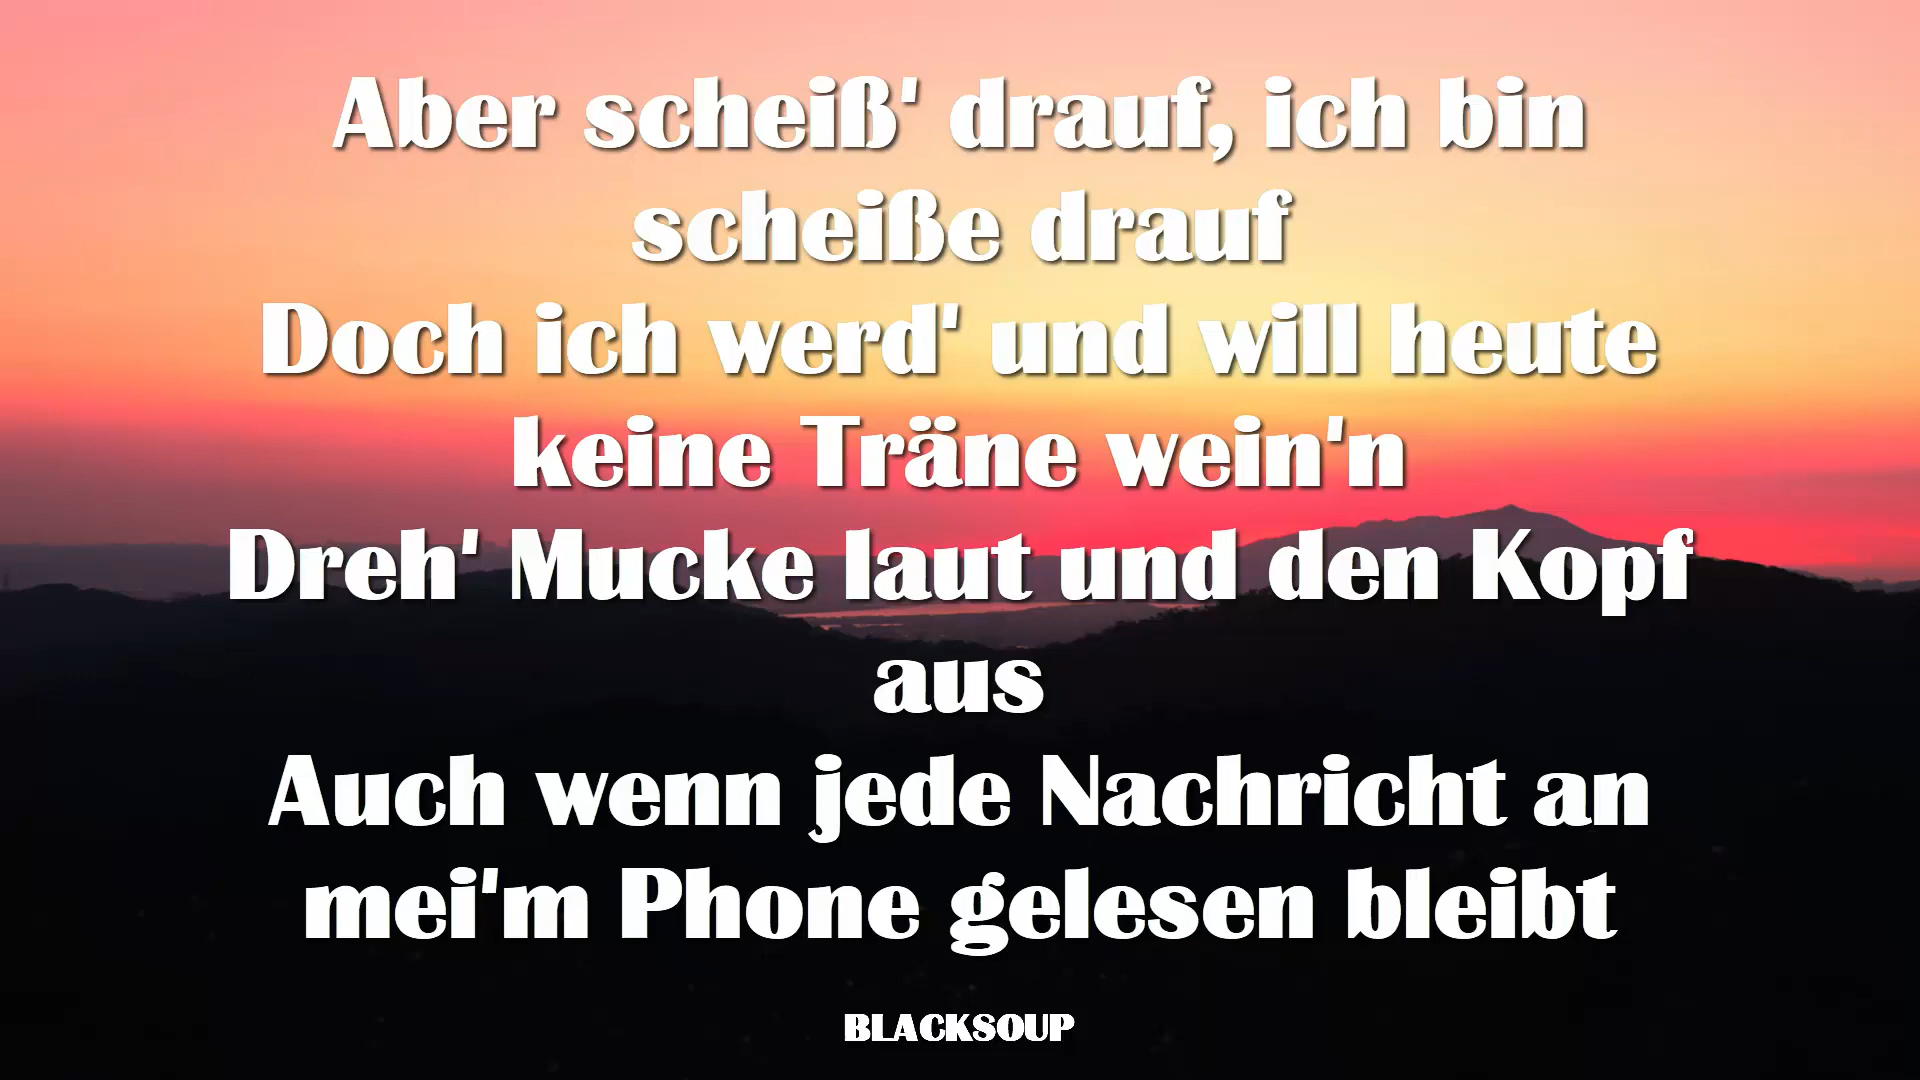 Aber scheiß' drauf, ich bin
scheiße drauf
Doch ich werd' und will heute
keine Träne wein'n
Dreh' Mucke laut und den Kopf
aus
Auch wenn jede Nachricht an
mei'm Phone gelesen bleibt
BLACKSOUP